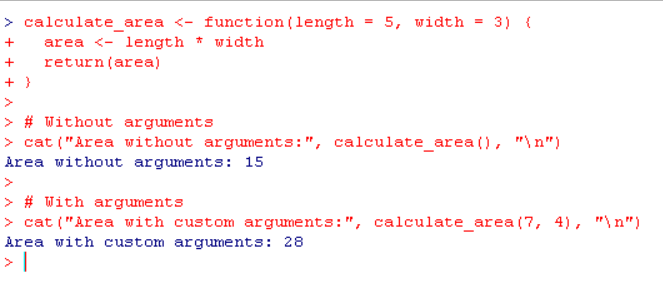 > calculate_area <- function(length = 5, width = 3) {
+   area <- length * width
+   return(area)
+ }
>
> # Without arguments
> cat("Area without arguments:", calculate_area(), "\n")
Area without arguments: 15
>
> # With arguments
> cat("Area with custom arguments:", calculate_area(7, 4), "\n")
Area with custom arguments: 28
>